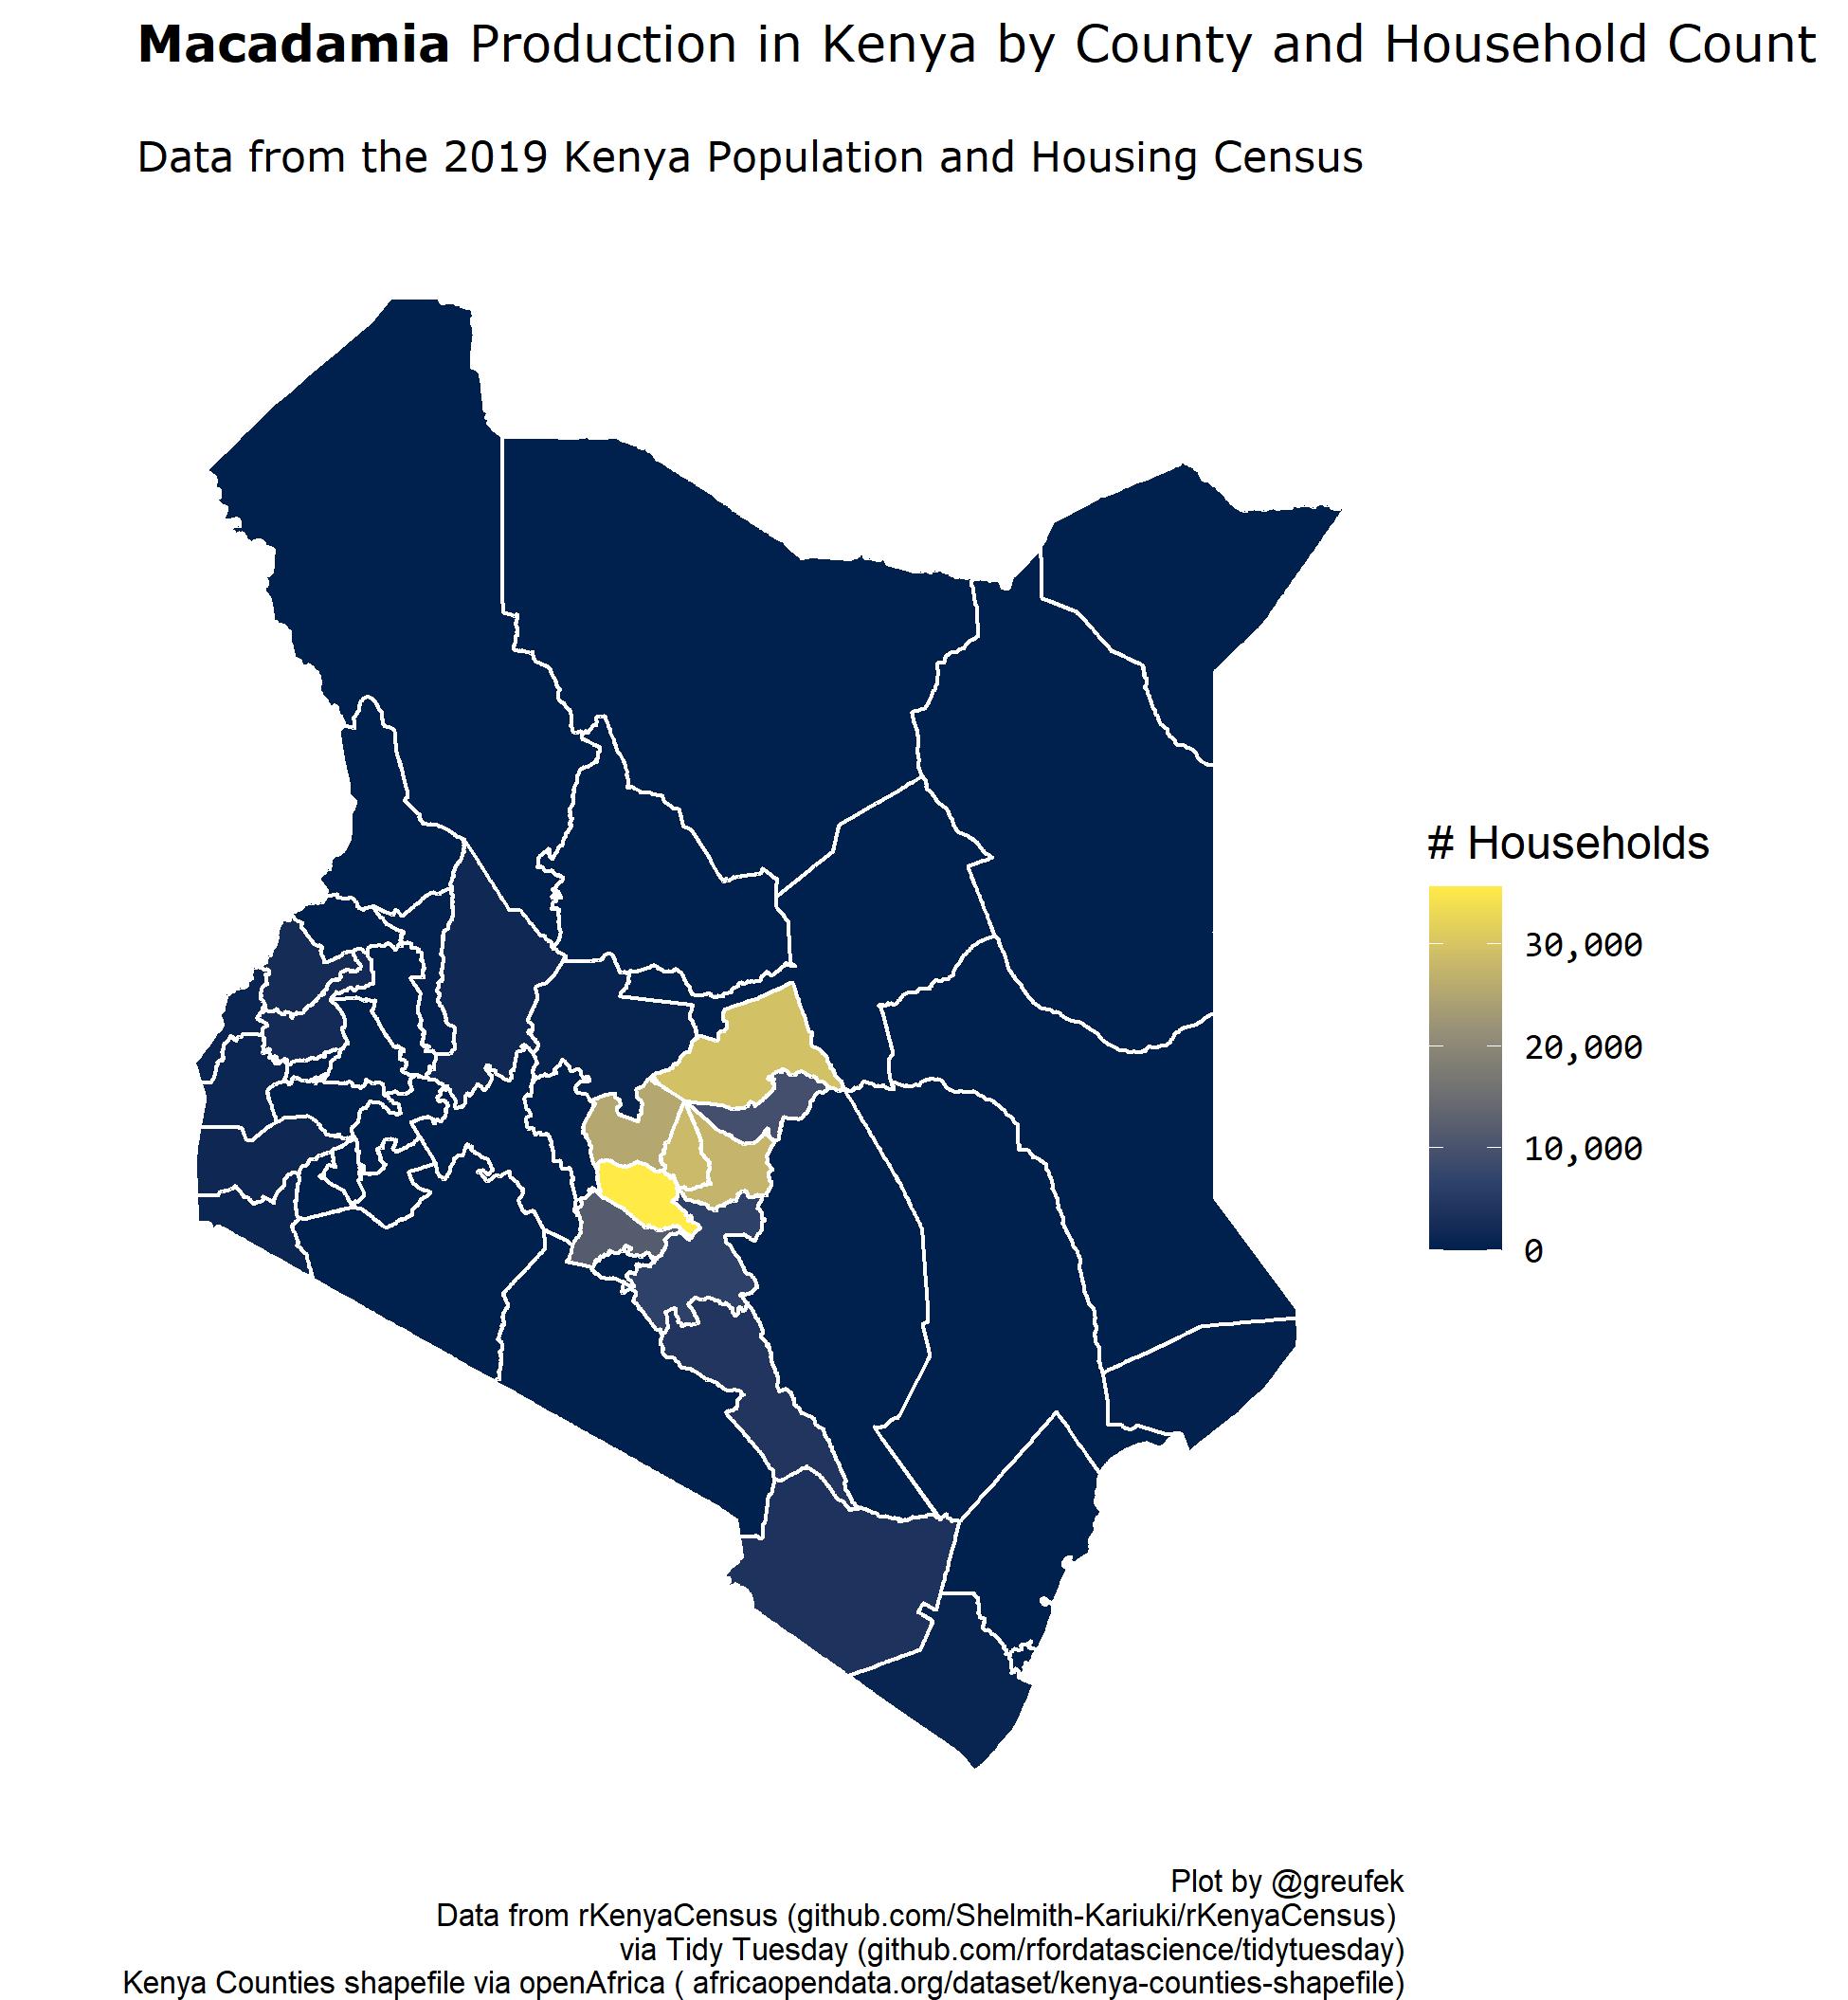 Macadamia Production in Kenya by County and Household Count
Data from the 2019 Kenya Population and Housing Census
# Households
30,000
20,000
10,000
0
Plot by @greufek
Data from rKenyaCensus (github.com/Shelmith-Kariuki/rKenyaCensus)
via Tidy Tuesday (github.com/rfordatascience/tidytuesday)
Kenya Counties shapefile via openAfrica ( africaopendata.org/dataset/kenya-counties-shapefile)